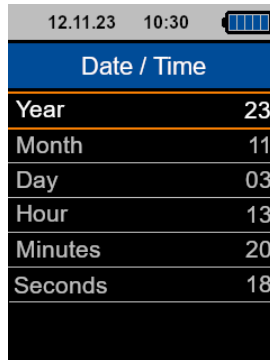 12.11.23 10:30
Date / Time
Year 23
Month 11
Day 03
Hour 13
Minutes 20
Seconds 18